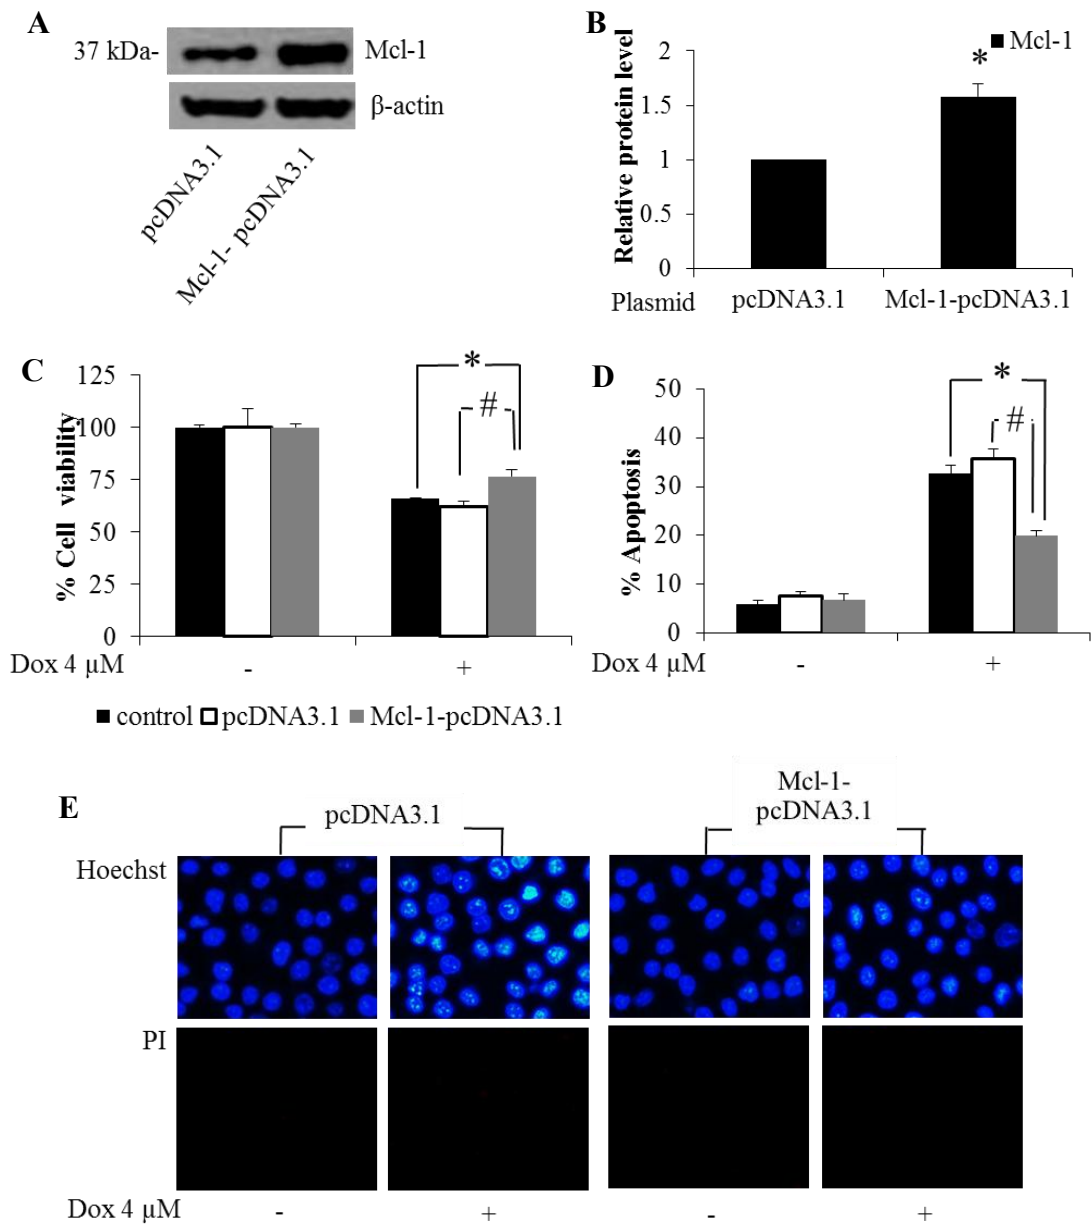 A
37 kDa-
Mcl-1
β-actin
pcDNA3.1
Mcl-1- pcDNA3.1
B
Relative protein level
2
1.5
1
0.5
0
*
Mcl-1
Plasmid pcDNA3.1 Mcl-1-pcDNA3.1
C
% Cell viability
125
100
75
50
25
0
*
#
Dox 4 µM - +
control pcDNA3.1 Mcl-1-pcDNA3.1
D
% Apoptosis
50
40
30
20
10
0
*
#
Dox 4 µM - +
E
pcDNA3.1
Mcl-1-
pcDNA3.1
Hoechst
PI
Dox 4 µM - + - +